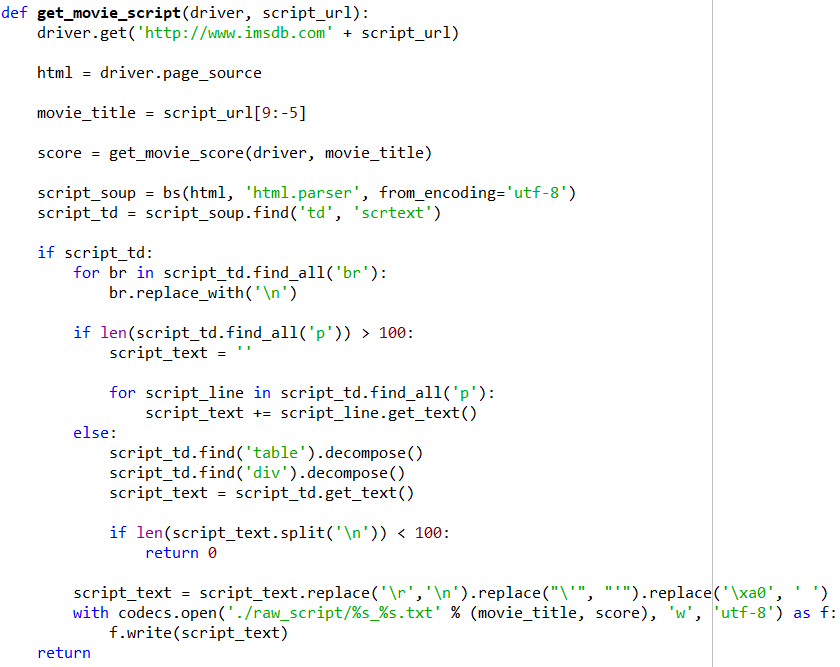 def get_movie_script(driver, script_url):
    driver.get('http://www.imsdb.com' + script_url)

    html = driver.page_source

    movie_title = script_url[9:-5]

    score = get_movie_score(driver, movie_title)

    script_soup = bs(html, 'html.parser', from_encoding='utf-8')
    script_td = script_soup.find('td', 'scrtext')

    if script_td:
        for br in script_td.find_all('br'):
            br.replace_with('\n')

        if len(script_td.find_all('p')) > 100:
            script_text = ''

            for script_line in script_td.find_all('p'):
                script_text += script_line.get_text()
        else:
            script_td.find('table').decompose()
            script_td.find('div').decompose()
            script_text = script_td.get_text()

            if len(script_text.split('\n')) < 100:
                return 0

        script_text = script_text.replace('\r','\n').replace("\'", "'").replace('\xa0', ' ')
        with codecs.open('./raw_script/%s_%s.txt' % (movie_title, score), 'w', 'utf-8') as f:
            f.write(script_text)
    return